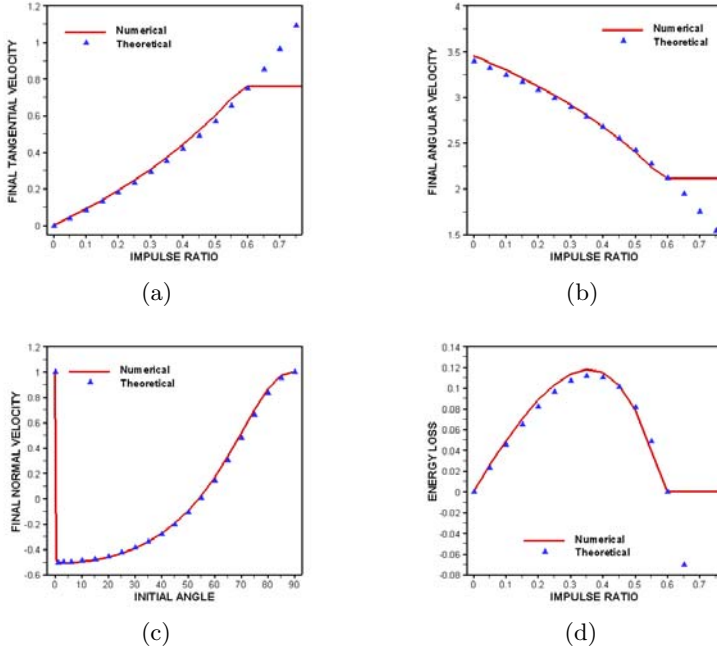 1.2
1
0.8
0.6
0.4
0.2
0
FINAL TANGENTIAL VELOCITY
Numerical
Theoretical
0 0.1 0.2 0.3 0.4 0.5 0.6 0.7
IMPULSE RATIO
(a)
4
3.5
3
2.5
2
1.5
FINAL ANGULAR VELOCITY
Numerical
Theoretical
0 0.1 0.2 0.3 0.4 0.5 0.6 0.7
IMPULSE RATIO
(b)
1.2
1
0.8
0.6
0.4
0.2
0
-0.2
-0.4
-0.6
FINAL NORMAL VELOCITY
Numerical
Theoretical
0 10 20 30 40 50 60 70 80 90
INITIAL ANGLE
(c)
0.14
0.12
0.1
0.08
0.06
0.04
0.02
0
-0.02
-0.04
-0.06
-0.08
ENERGY LOSS
Numerical
Theoretical
0 0.1 0.2 0.3 0.4 0.5 0.6 0.7
IMPULSE RATIO
(d)